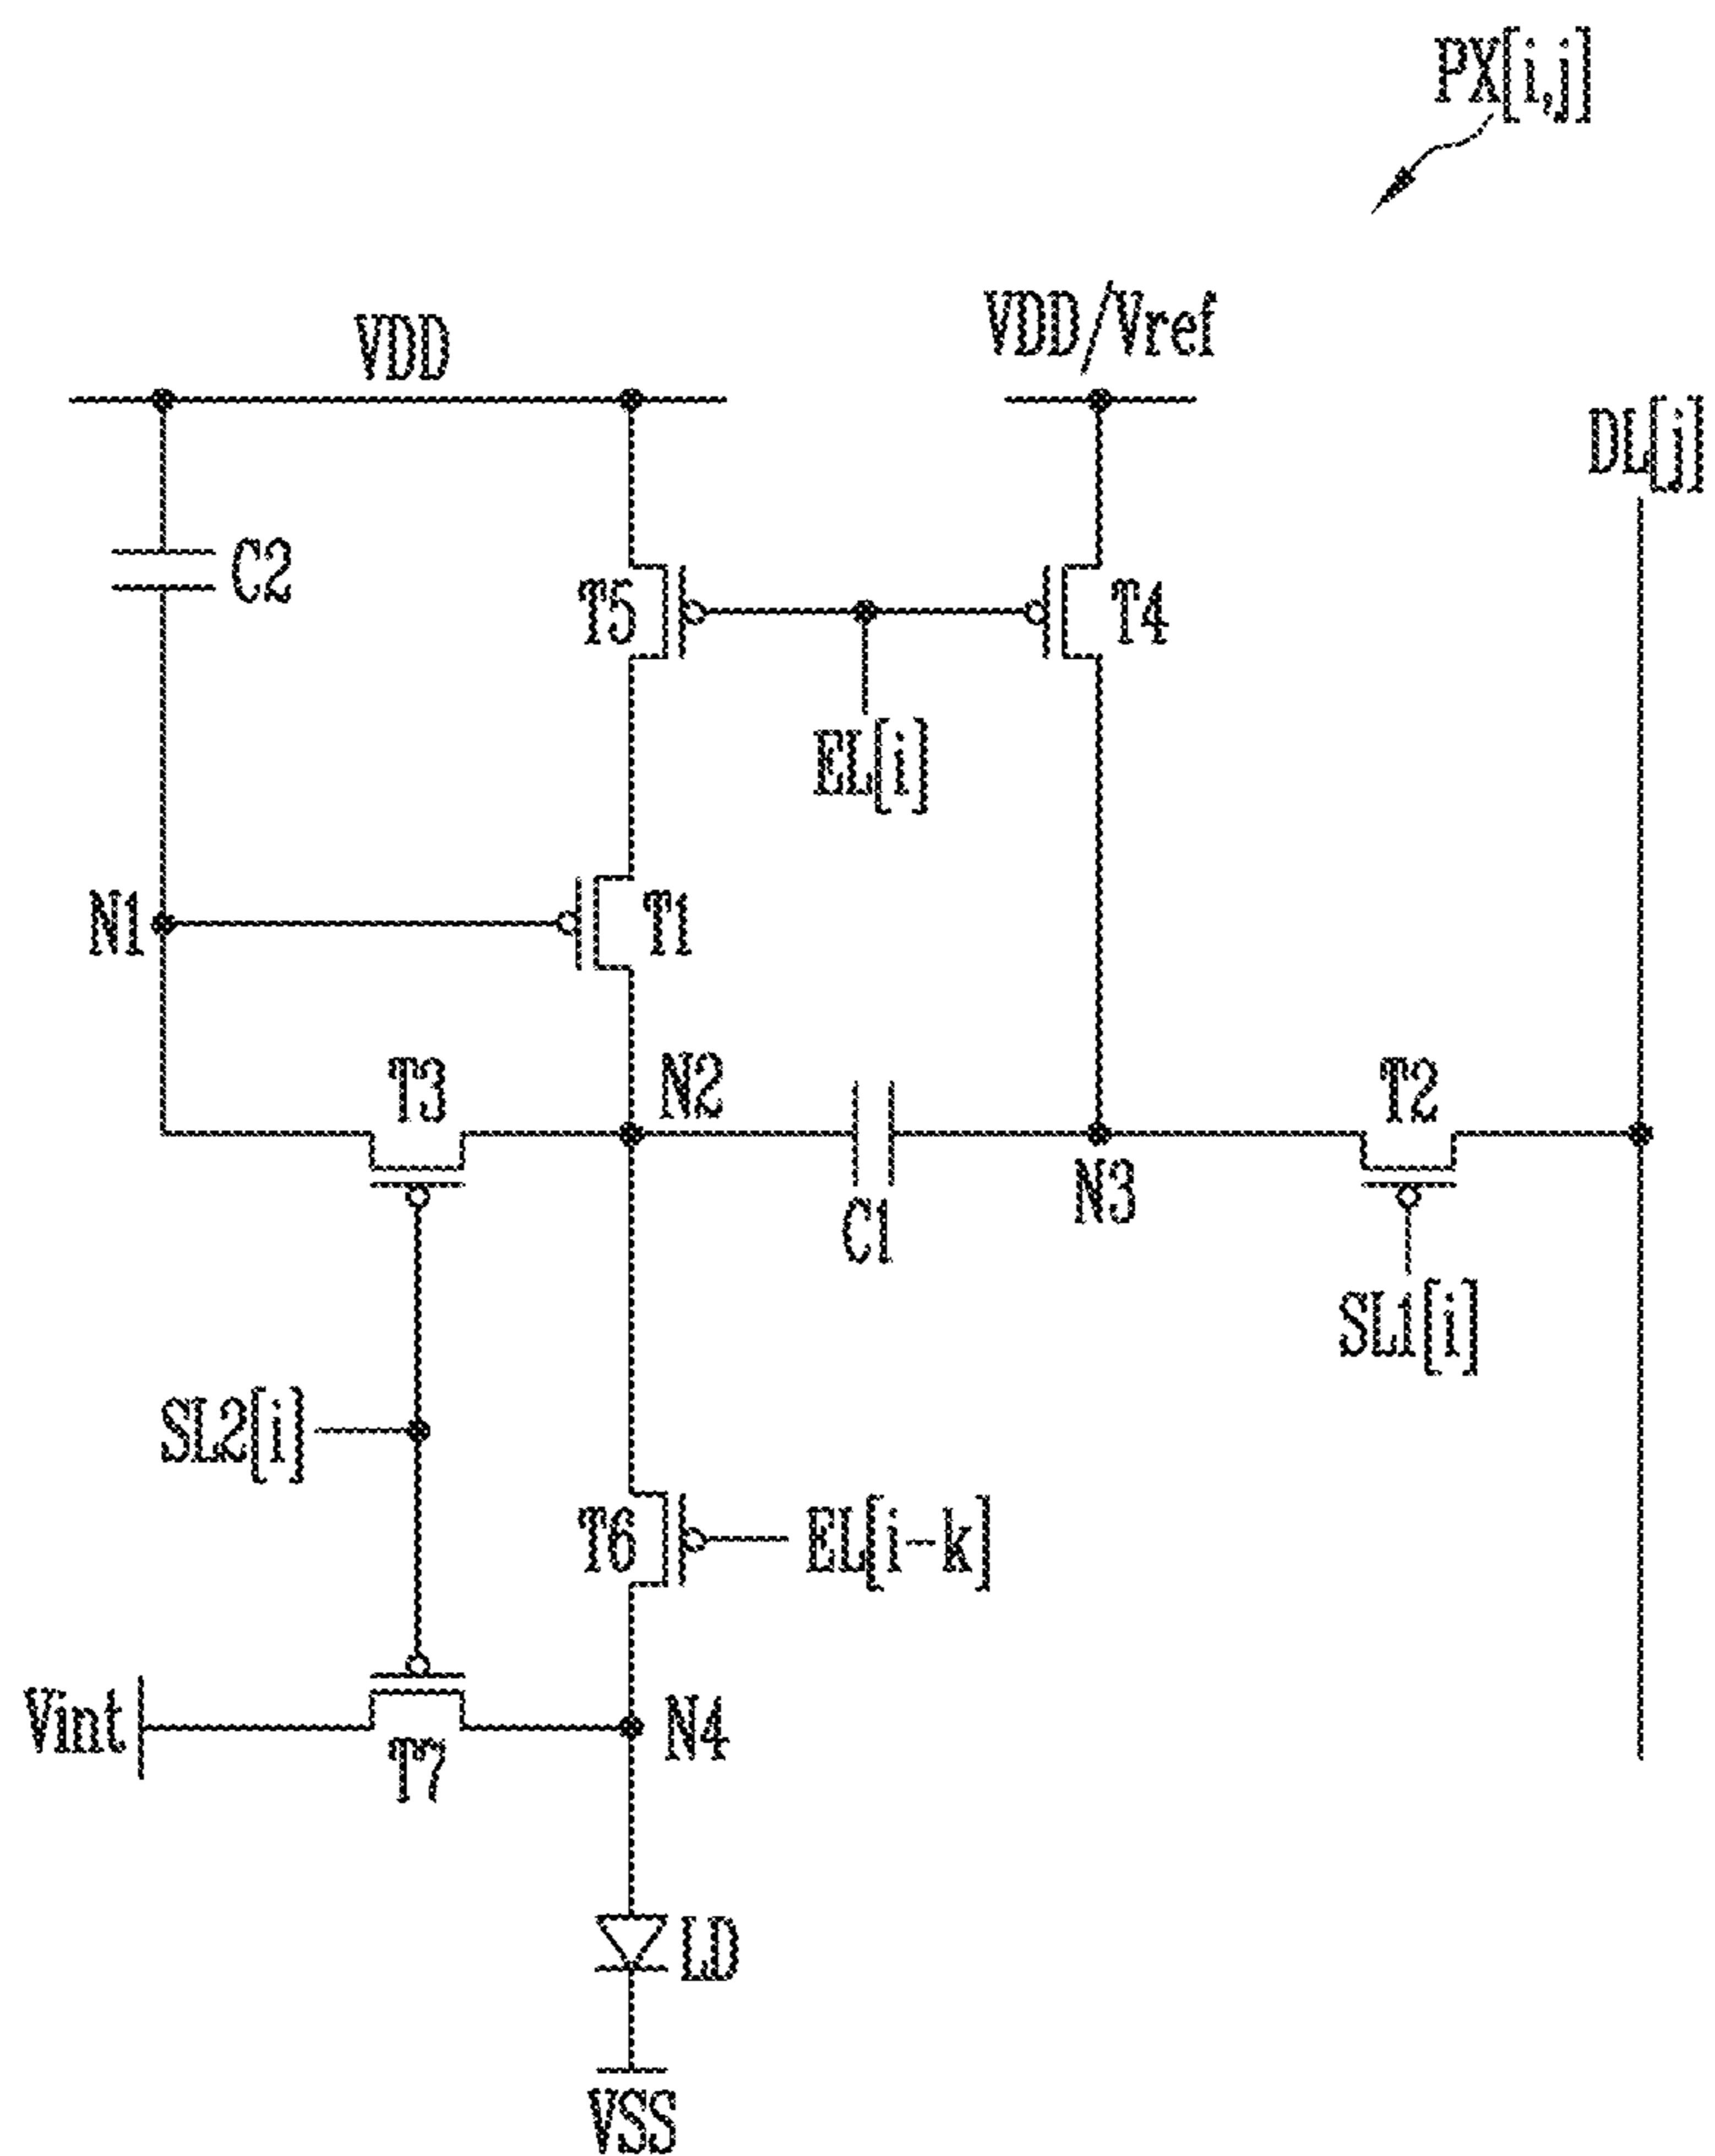 PX[i,j]
VDD
VDD/Vref
DL[j]
C2
T5
T4
EL[i]
N1
T1
T3
N2
T2
C1
N3
SL1[i]
SL2[i]
T6
EL[i-k]
Vint
T7
N4
LD
VSS